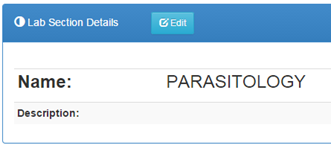 Lab Section Details Edit
Name: PARASITOLOGY
Description: